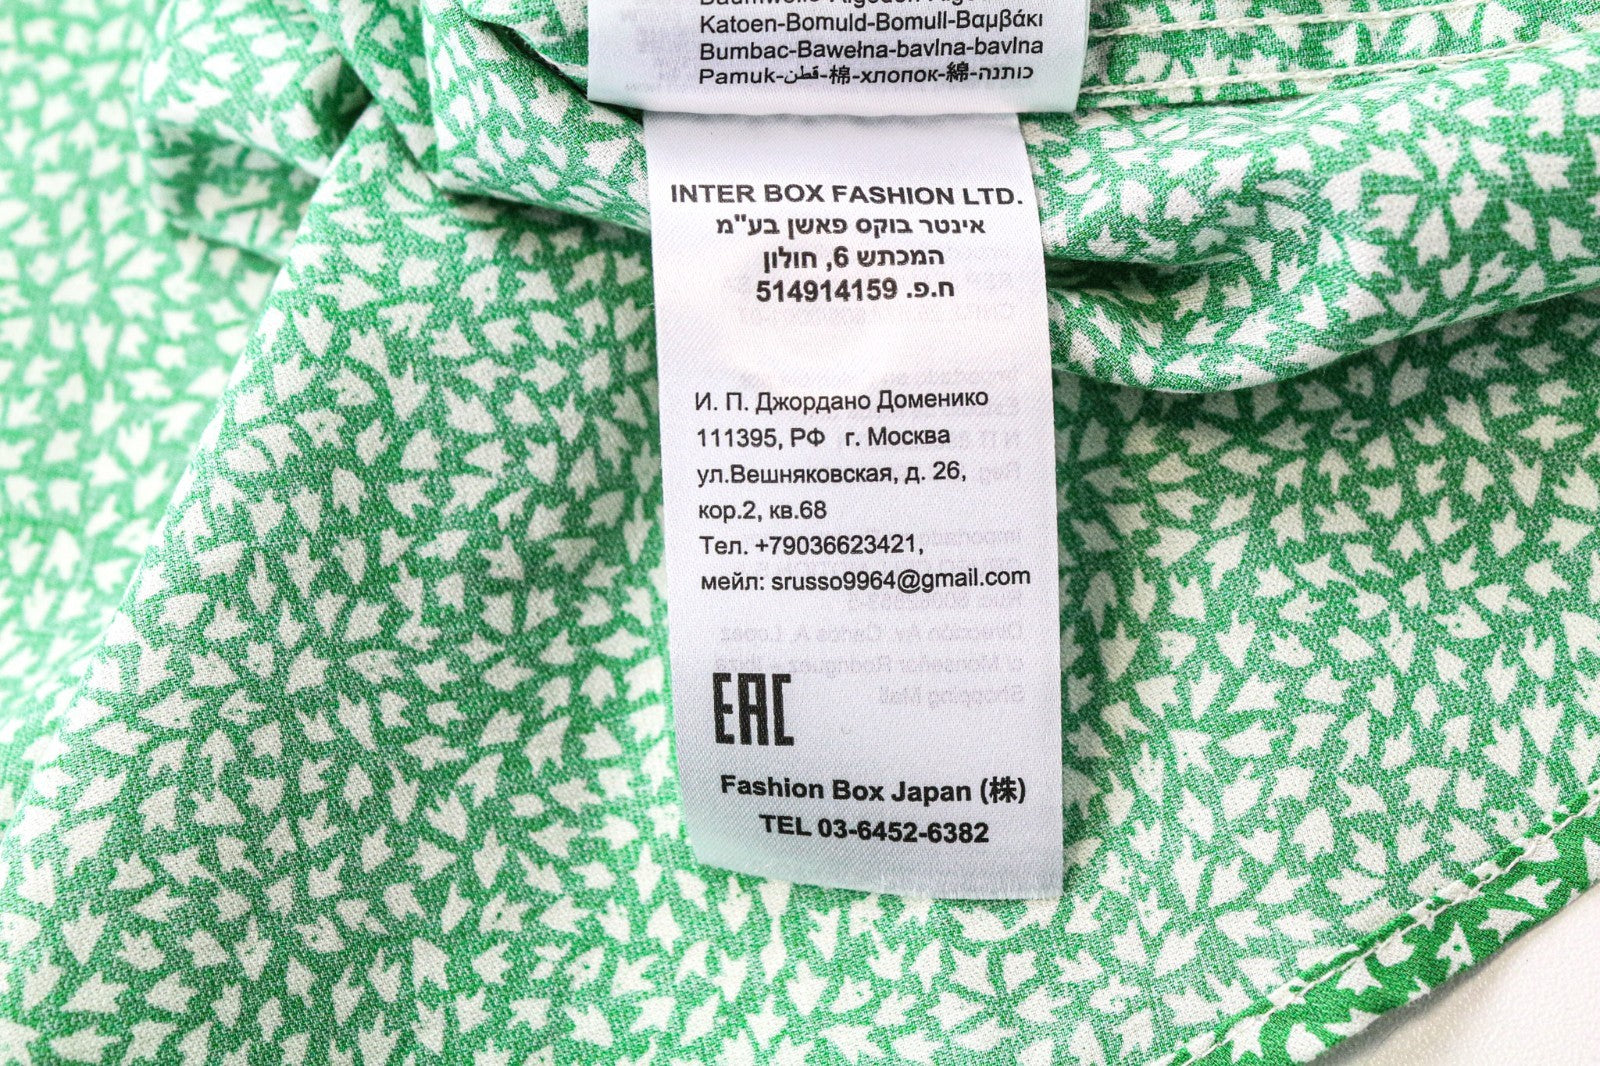 Katoen-Bomuld-Bomull-Βαμβάκι
Bumbac-Bawełna-bavlna-bavlna
Pamuk-قطن-棉-хлопок-綿-כותנה
INTER BOX FASHION LTD.
אינטר בוקס פאשן בע"מ
המכתש 6, חולון
ח.פ. 514914159
И. П. Джордано Доменико
111395, РФ г. Москва
ул.Вешняковская, д. 26,
кор.2, кв.68
Тел. +79036623421,
мейл: srusso9964@gmail.com
EAC
Fashion Box Japan (株)
TEL 03-6452-6382